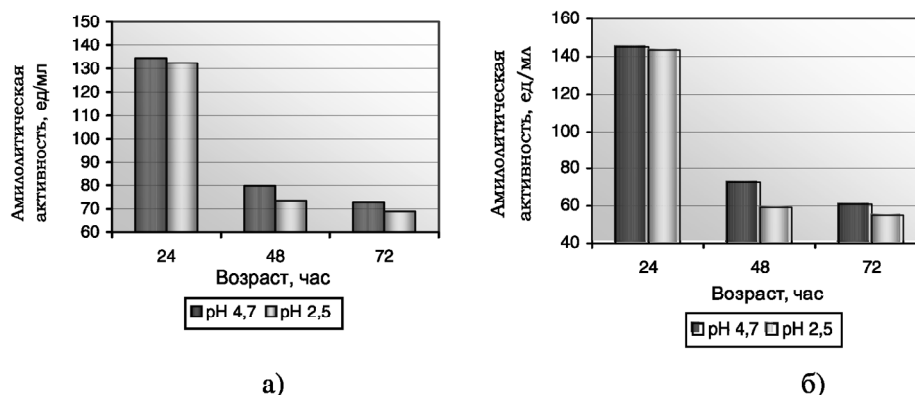 Амилолитическая
активность, ед/мл
150
140
130
120
110
100
90
80
70
60
24
48
72
Возраст, час
pH 4,7
pH 2,5
а)
Амилолитическая
активность, ед/мл
160
140
120
100
80
60
40
24
48
72
Возраст, час
pH 4,7
pH 2,5
б)